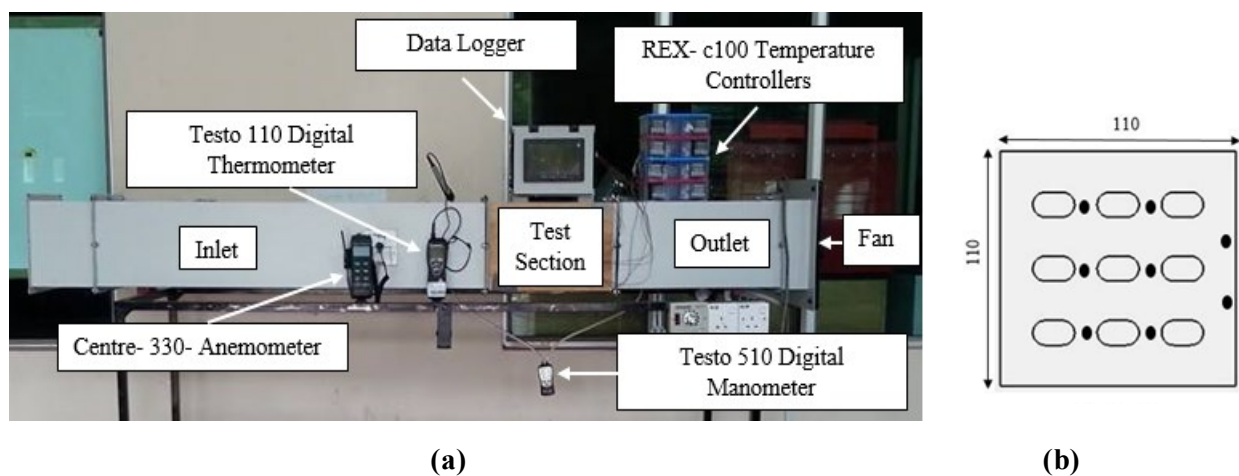 Data Logger
REX- c100 Temperature
Controllers
Testo 110 Digital
Thermometer
Inlet
Test
Section
Outlet
Fan
Centre- 330- Anemometer
Testo 510 Digital
Manometer
110
110
(a)
(b)